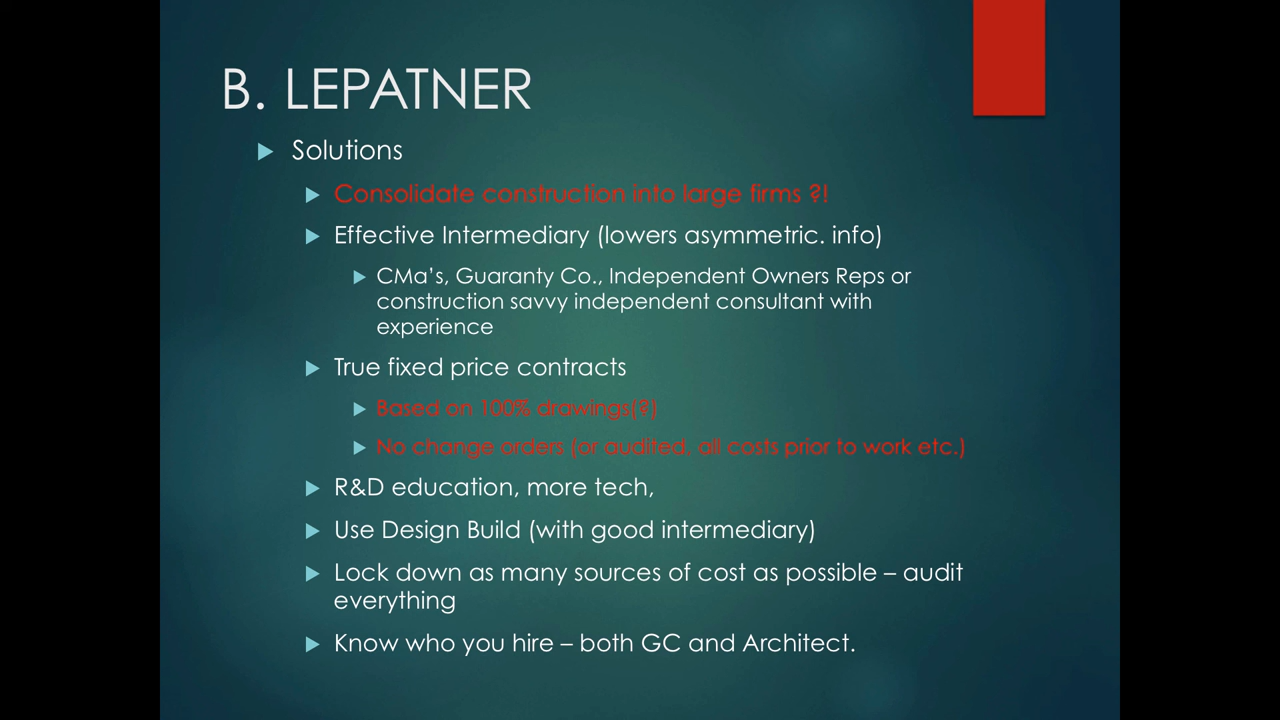 B. LEPATNER
Solutions
Consolidate construction into large firms ?!
Effective Intermediary (lowers asymmetric. info)
CMa's, Guaranty Co., Independent Owners Reps or
construction savvy independent consultant with
experience
True fixed price contracts
Based on 100% drawings(?)
No change orders (or audited, all costs prior to work etc.)
R&D education, more tech,
Use Design Build (with good intermediary)
Lock down as many sources of cost as possible – audit
everything
Know who you hire – both GC and Architect.